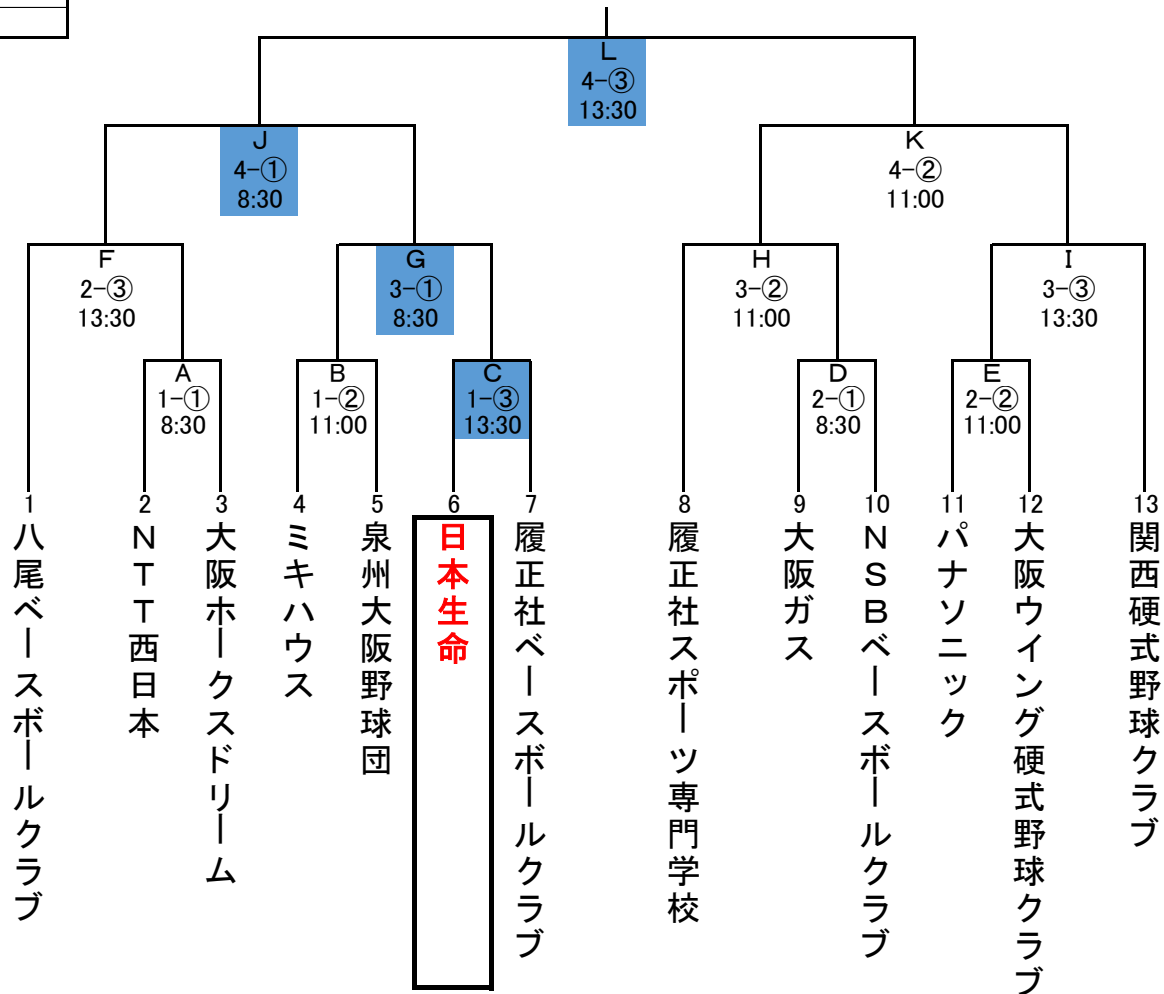 L
4-③
13:30
J
4-①
8:30
K
4-②
11:00
F
2-③
13:30
G
3-①
8:30
H
3-②
11:00
I
3-③
13:30
A
1-①
8:30
B
1-②
11:00
C
1-③
13:30
D
2-①
8:30
E
2-②
11:00
1
八尾ベースボールクラブ
2
NTT西日本
3
大阪ホークスドリーム
4
ミキハウス
5
泉州大阪野球団
6
日本生命
7
履正社ベースボールクラブ
8
履正社スポーツ専門学校
9
大阪ガス
10
NSBベースボールクラブ
11
パナソニック
12
大阪ウイング硬式野球クラブ
13
関西硬式野球クラブ